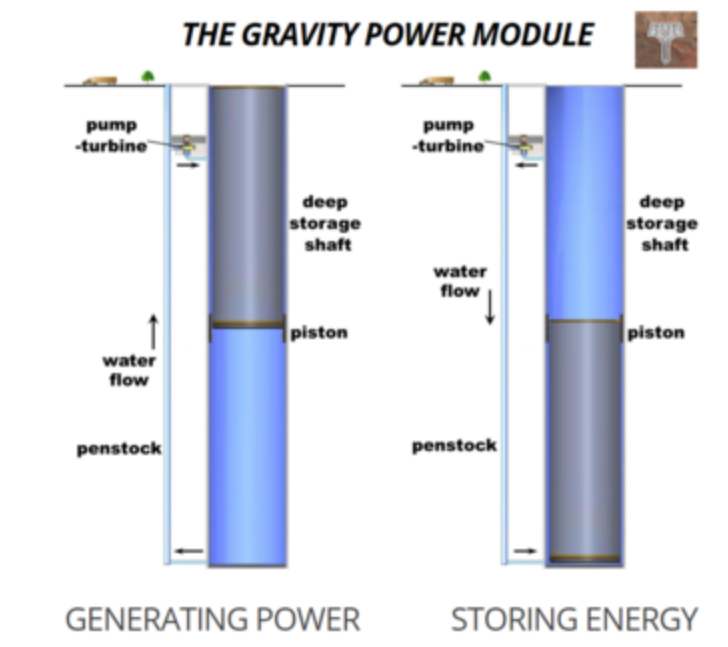 THE GRAVITY POWER MODULE
pump
-turbine
deep
storage
shaft
piston
water
flow
penstock
GENERATING POWER
pump
-turbine
deep
storage
shaft
water
flow
piston
penstock
STORING ENERGY